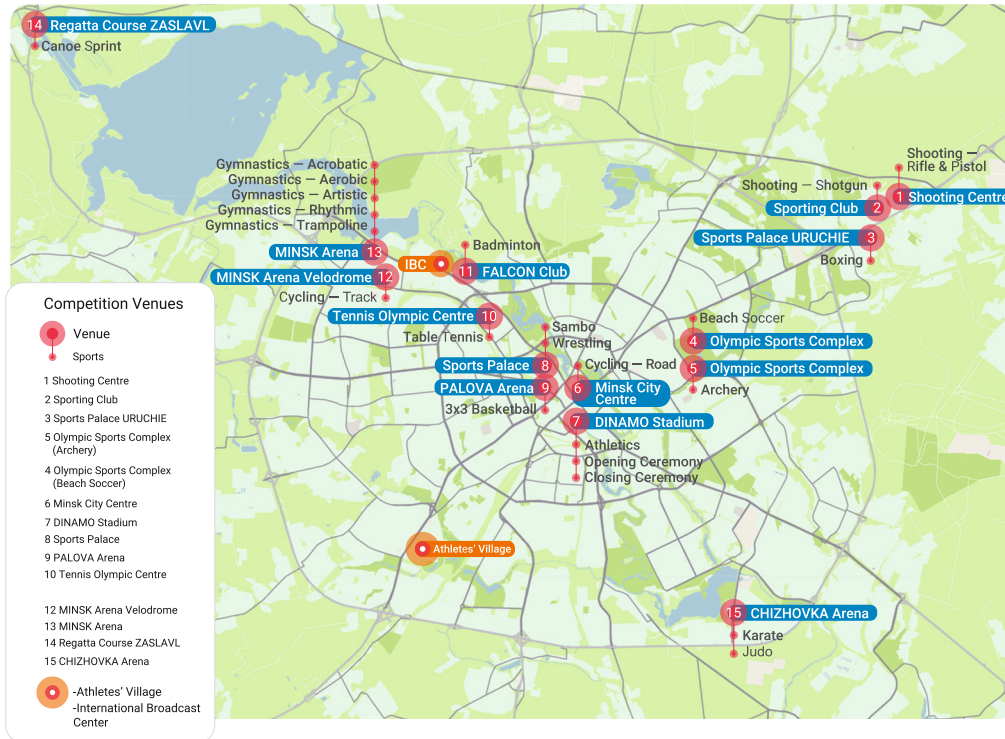 14 Regatta Course ZASLAVL
Canoe Sprint
Gymnastics — Acrobatic
Gymnastics — Aerobic
Gymnastics — Artistic
Gymnastics — Rhythmic
Gymnastics — Trampoline
MINSK Arena 13
IBC
Badminton
11 FALCON Club
MINSK Arena Velodrome 12
Cycling — Track
Tennis Olympic Centre 10
Table Tennis
Sambo
Wrestling
Sports Palace 8
PALOVA Arena 9
3x3 Basketball
Cycling — Road
6 Minsk City
Centre
7 DINAMO Stadium
Athletics
Opening Ceremony
Closing Ceremony
Shooting —
Rifle & Pistol
1 Shooting Centre
Shooting — Shotgun
Sporting Club 2
Sports Palace URUCHIE 3
Boxing
Beach Soccer
4 Olympic Sports Complex
5 Olympic Sports Complex
Archery
Athletes' Village
15 CHIZHOVKA Arena
Karate
Judo
Competition Venues
Venue
Sports
1 Shooting Centre
2 Sporting Club
3 Sports Palace URUCHIE
5 Olympic Sports Complex
(Archery)
4 Olympic Sports Complex
(Beach Soccer)
6 Minsk City Centre
7 DINAMO Stadium
8 Sports Palace
9 PALOVA Arena
10 Tennis Olympic Centre
12 MINSK Arena Velodrome
13 MINSK Arena
14 Regatta Course ZASLAVL
15 CHIZHOVKA Arena
-Athletes' Village
-International Broadcast
Center